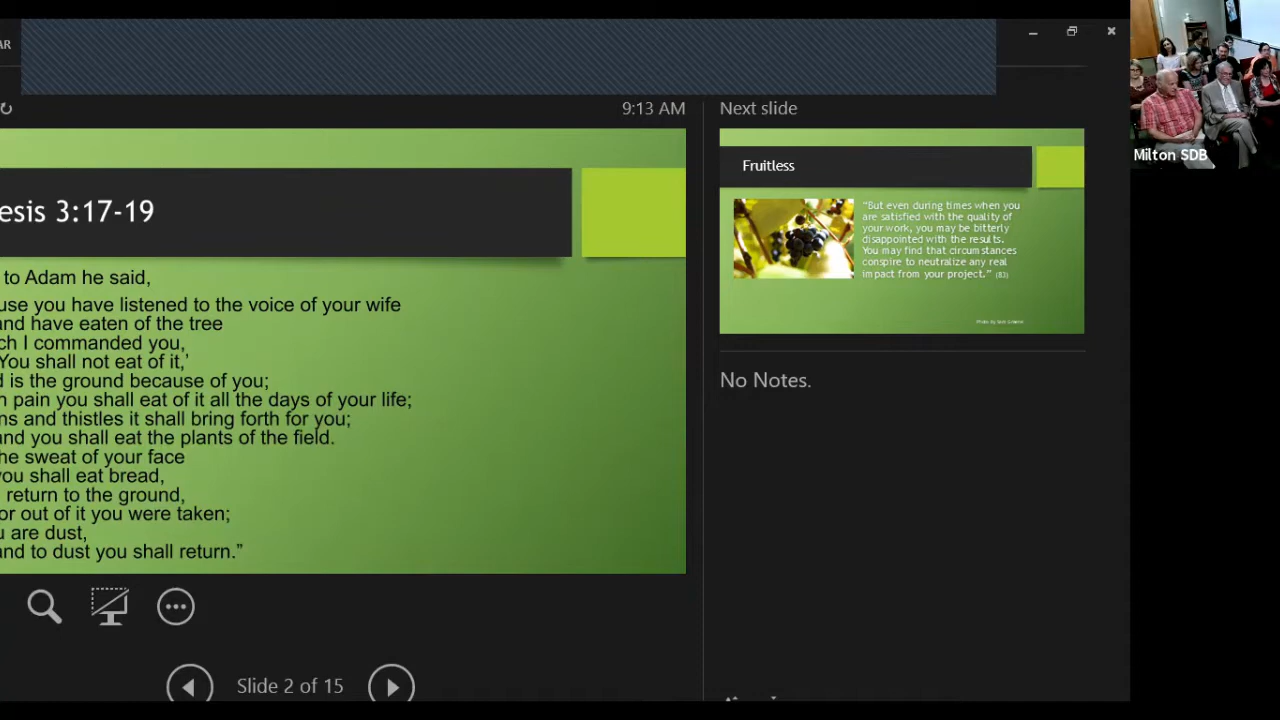 AR
9:13 AM
Next slide
esis 3:17-19
to Adam he said,
use you have listened to the voice of your wife
and have eaten of the tree
ch I commanded you,
You shall not eat of it,'
d is the ground because of you;
n pain you shall eat of it all the days of your life;
ns and thistles it shall bring forth for you;
and you shall eat the plants of the field.
he sweat of your face
you shall eat bread,
return to the ground,
or out of it you were taken;
u are dust,
and to dust you shall return.”
Slide 2 of 15
Fruitless
“But even during times when you
are satisfied with the quality of
your work, you may be bitterly
disappointed with the results.
You may find that circumstances
conspire to neutralize any real
impact from your project.” (83)
No Notes.
Milton SDB